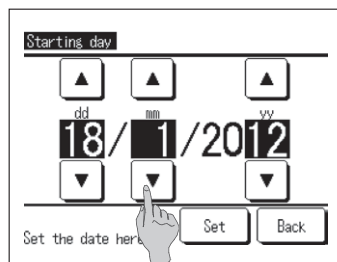 Starting day
dd mm yy
18/ 1/2012
Set the date here
Set Back